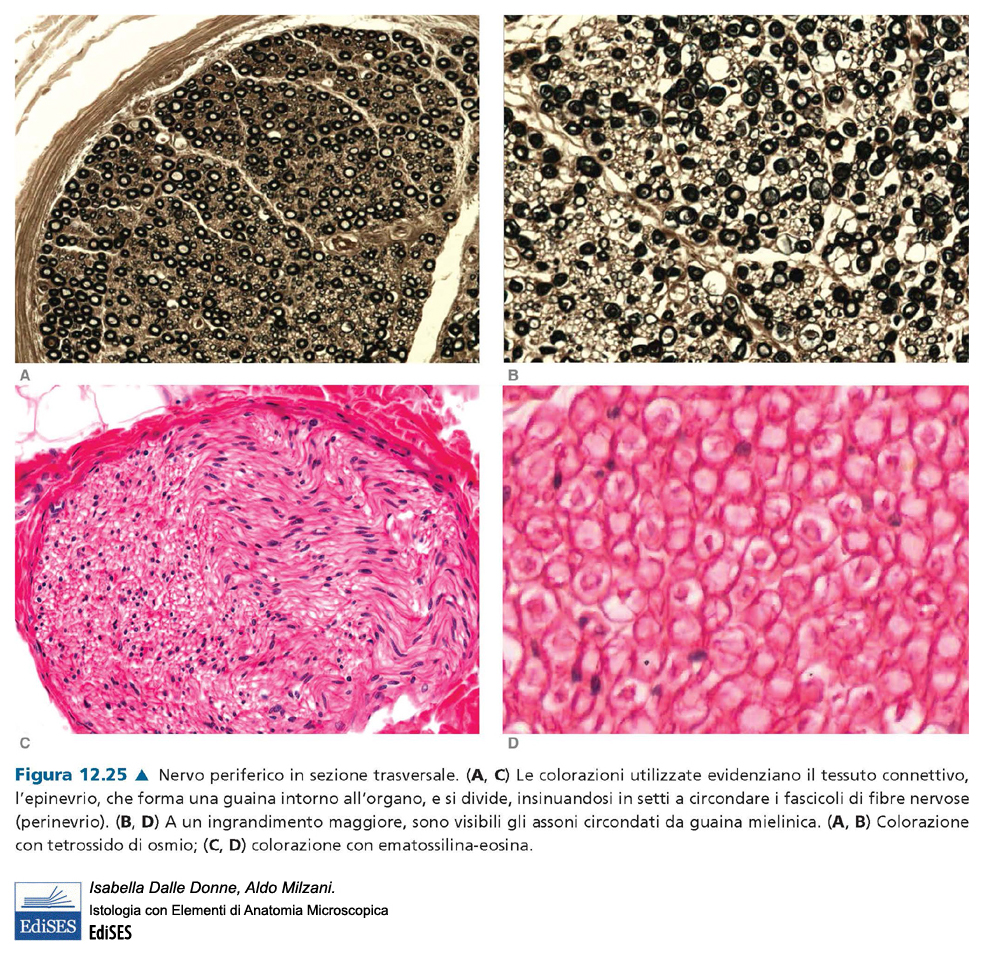 A
B
C
D
Figura 12.25 ▲ Nervo periferico in sezione trasversale. (A, C) Le colorazioni utilizzate evidenziano il tessuto connettivo,
l'epinevrio, che forma una guaina intorno all'organo, e si divide, insinuandosi in setti a circondare i fascicoli di fibre nervose
(perinevrio). (B, D) A un ingrandimento maggiore, sono visibili gli assoni circondati da guaina mielinica. (A, B) Colorazione
con tetrossido di osmio; (C, D) colorazione con ematossilina-eosina.
Isabella Dalle Donne, Aldo Milzani.
Istologia con Elementi di Anatomia Microscopica
EdiSES
EdiSES